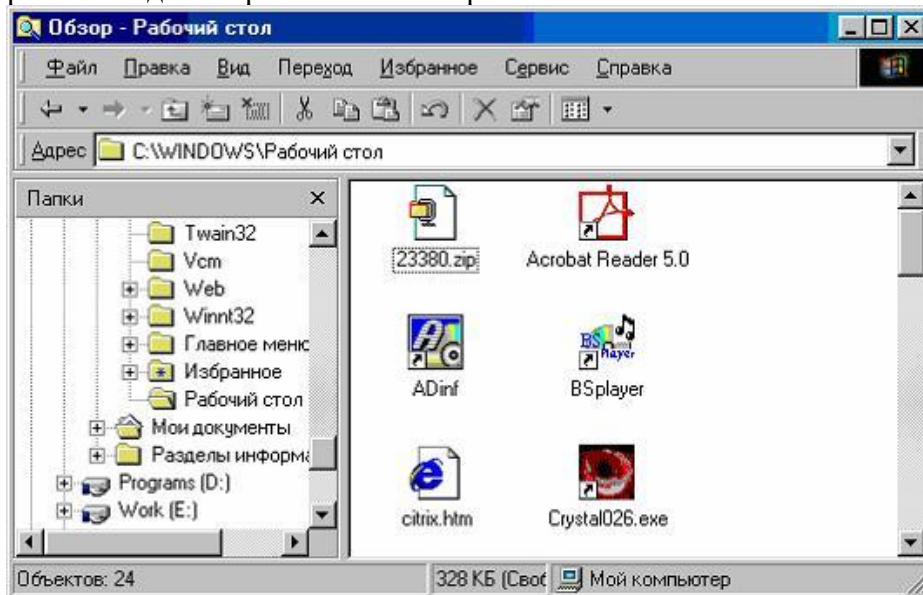 Обзор - Рабочий стол
Файл Правка Вид Переход Избранное Сервис Справка
Адрес C:\WINDOWS\Рабочий стол
Папки
Twain32
Vcm
Web
Winnt32
Главное меню
Избранное
Рабочий стол
Мои документы
Разделы информа
Programs (D:)
Work (E:)
23380.zip Acrobat Reader 5.0
ADinf BSplayer
citrix.htm Crystal026.exe
Объектов: 24 328 КБ (Своб Мой компьютер